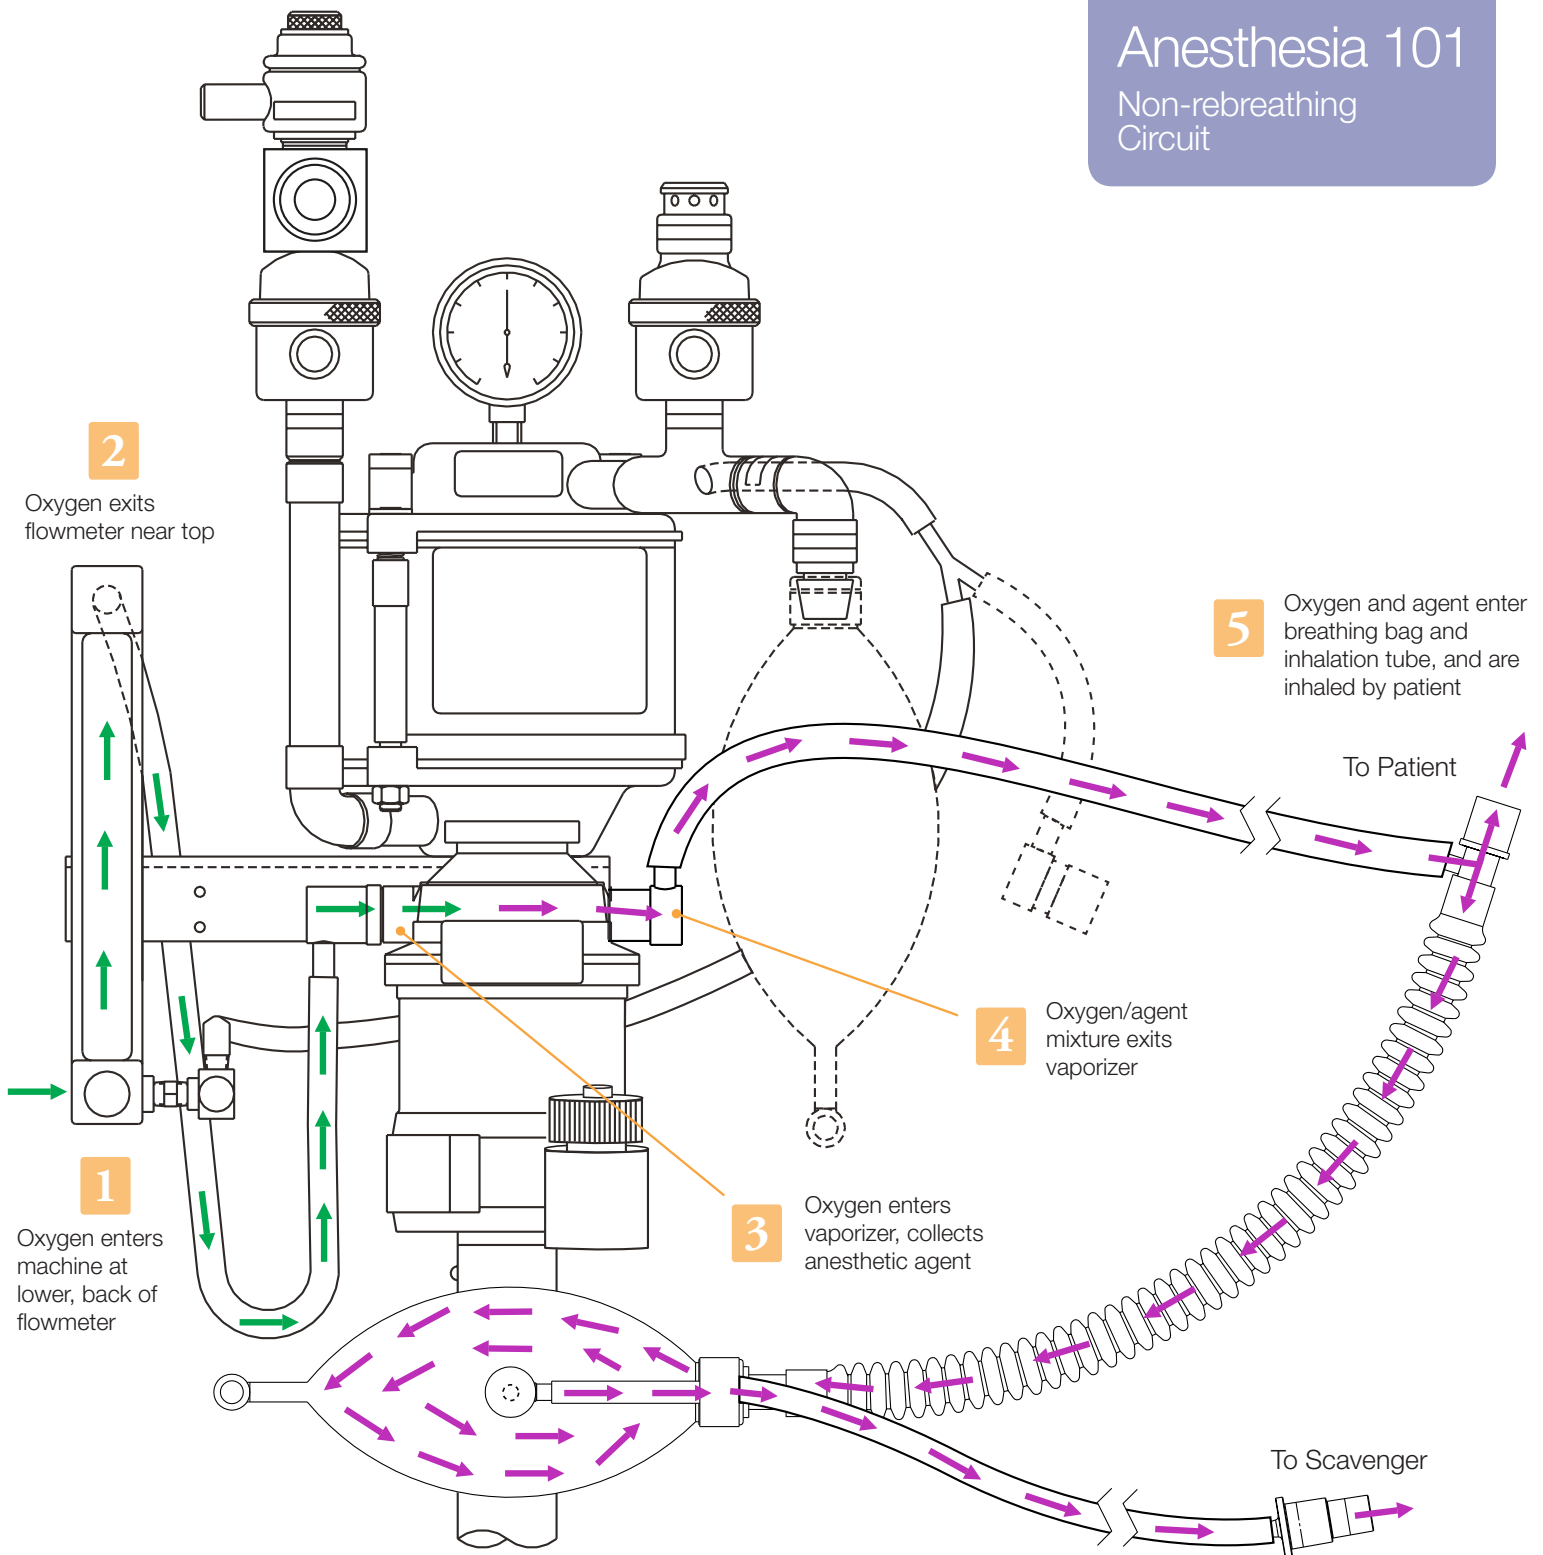 Anesthesia 101
Non-rebreathing
Circuit
2
Oxygen exits
flowmeter near top
5
Oxygen and agent enter
breathing bag and
inhalation tube, and are
inhaled by patient
To Patient
4
Oxygen/agent
mixture exits
vaporizer
1
Oxygen enters
machine at
lower, back of
flowmeter
3
Oxygen enters
vaporizer, collects
anesthetic agent
To Scavenger